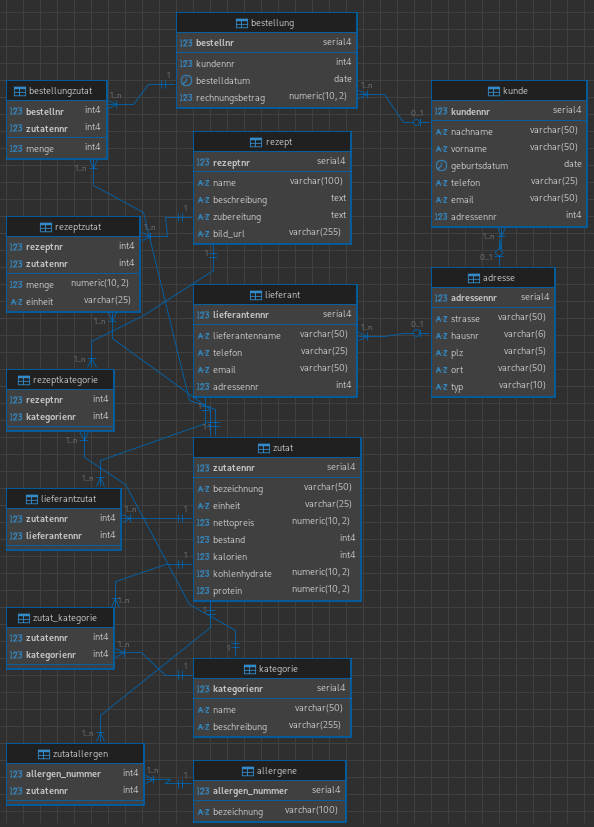 bestellung
123 bestellnr serial4
123 kundennr int4
bestelldatum date
123 rechnungsbetrag numeric(10, 2)
bestellungzutat
123 bestellnr int4
123 zutatennr int4
123 menge int4
kunde
123 kundennr serial4
A-Z nachname varchar(50)
A-Z vorname varchar(50)
geburtsdatum date
A-Z telefon varchar(25)
A-Z email varchar(50)
123 adressennr int4
1..n
1
1..n
0..1
1..n
rezept
123 rezeptnr serial4
A-Z name varchar(100)
A-Z beschreibung text
A-Z zubereitung text
A-Z bild_url varchar(255)
rezeptzutat
123 rezeptnr int4
123 zutatennr int4
123 menge numeric(10, 2)
A-Z einheit varchar(25)
1
1..n
1..n
0..1
1
adresse
123 adressennr serial4
A-Z strasse varchar(50)
A-Z hausnr varchar(6)
A-Z plz varchar(5)
A-Z ort varchar(50)
A-Z typ varchar(10)
lieferant
123 lieferantennr serial4
A-Z lieferantenname varchar(50)
A-Z telefon varchar(25)
A-Z email varchar(50)
123 adressennr int4
1..n
1..n
0..1
1..n
rezeptkategorie
123 rezeptnr int4
123 kategorienr int4
1..n
1
1
zutat
123 zutatennr serial4
A-Z bezeichnung varchar(50)
A-Z einheit varchar(25)
123 nettopreis numeric(10, 2)
123 bestand int4
123 kalorien int4
123 kohlenhydrate numeric(10, 2)
123 protein numeric(10, 2)
1..n
lieferantzutat
123 zutatennr int4
123 lieferantennr int4
1..n
1
1
1..n
zutat_kategorie
123 zutatennr int4
123 kategorienr int4
1
1..n
1
1
kategorie
123 kategorienr serial4
A-Z name varchar(50)
A-Z beschreibung varchar(255)
1..n
zutatallergen
123 allergen_nummer int4
123 zutatennr int4
1..n
1
allergene
123 allergen_nummer serial4
A-Z bezeichnung varchar(100)